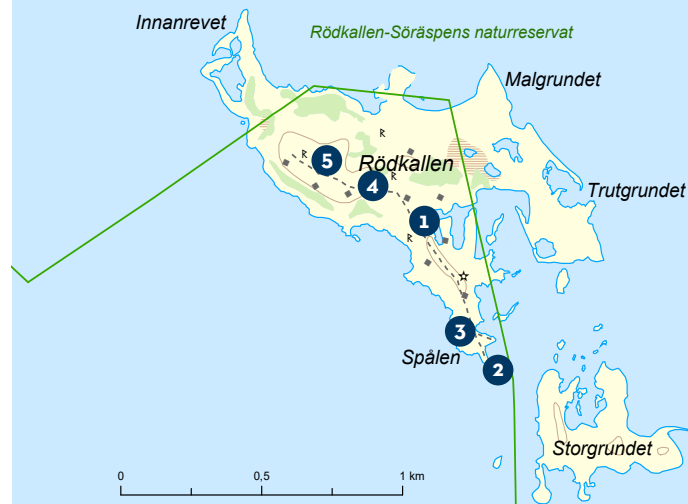 Innanrevet
Rödkallen-Söräspens naturreservat
Malgrundet
5
Rödkallen
4
Trutgrundet
1
3
Spålen
2
Storgrundet
0
0,5
1 km